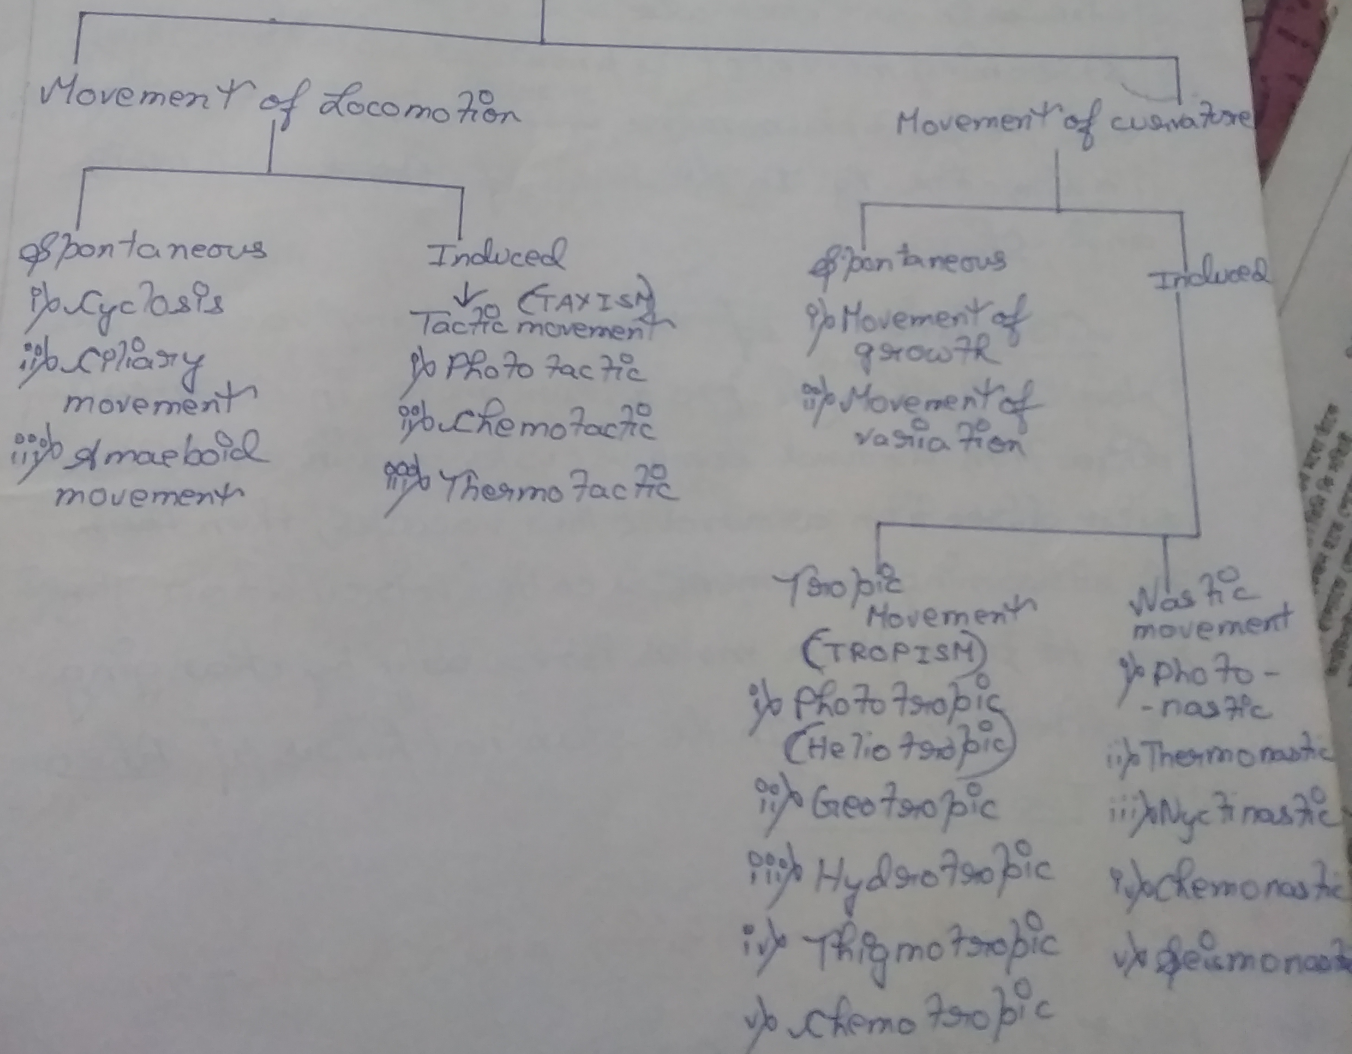 Movement of Locomotion
Movement of curvature
Spontaneous
i) Cyclosis
ii) Ciliary
movement
iii) Amaeboid
movement
Induced
↓ (TAXISM)
Tactic movement
i) Photo tactic
ii) Chemotactic
iii) Thermo tactic
Spontaneous
i) Movement of
growth
ii) Movement of
variation
Induced
Tropic
Movement
(TROPISM)
i) Phototropic
(Heliotropic)
ii) Geotropic
iii) Hydrotropic
iv) Thigmotropic
v) Chemotropic
Nastic
movement
i) Photo-
-nastic
ii) Thermonastic
iii) Nyctinastic
iv) Chemonastic
v) Seismonast